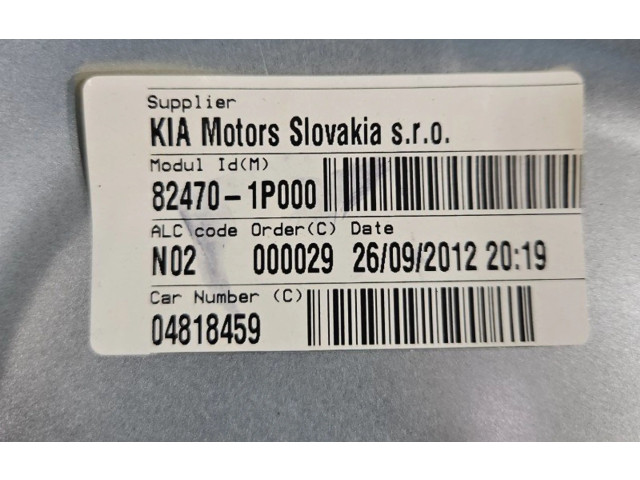 Supplier
KIA Motors Slovakia s.r.o.
Modul Id(M)
82470-1P000
ALC code Order(C) Date
N02 000029 26/09/2012 20:19
Car Number (C)
04818459